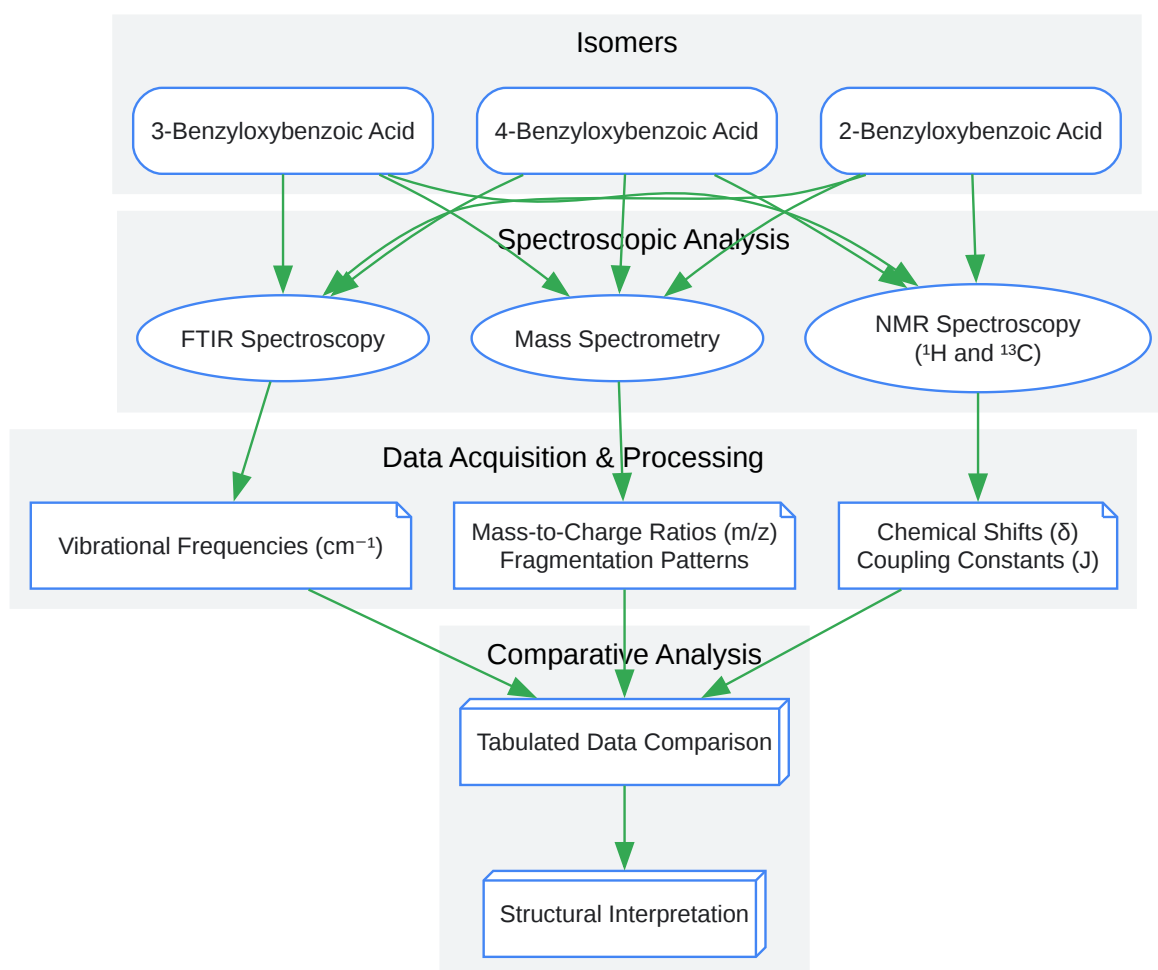 Isomers
3-Benzyloxybenzoic Acid
4-Benzyloxybenzoic Acid
2-Benzyloxybenzoic Acid
Spectroscopic Analysis
FTIR Spectroscopy
Mass Spectrometry
NMR Spectroscopy
(¹H and ¹³C)
Data Acquisition & Processing
Vibrational Frequencies (cm⁻¹)
Mass-to-Charge Ratios (m/z)
Fragmentation Patterns
Chemical Shifts (δ)
Coupling Constants (J)
Comparative Analysis
Tabulated Data Comparison
Structural Interpretation